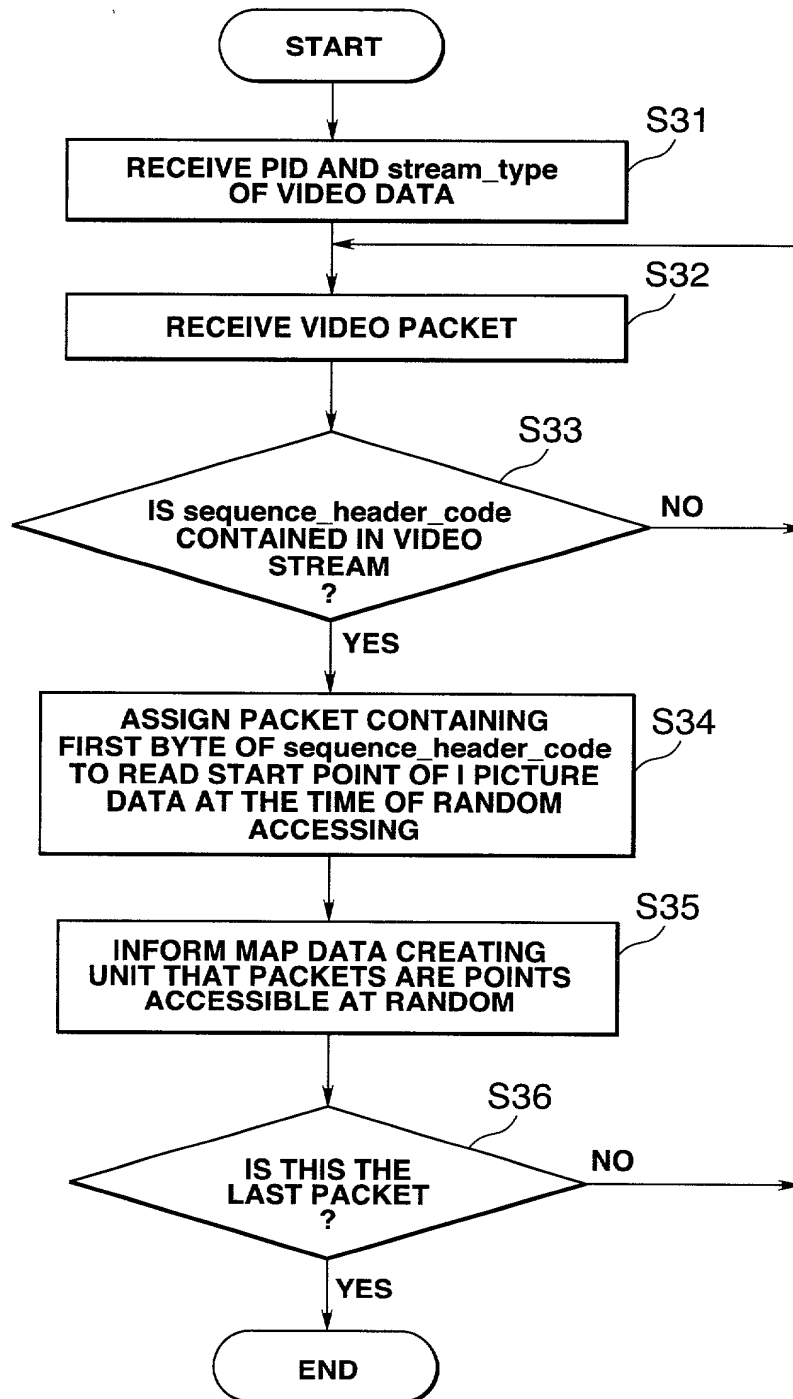 START
S31
RECEIVE PID AND stream_type
OF VIDEO DATA
S32
RECEIVE VIDEO PACKET
S33
IS sequence_header_code
CONTAINED IN VIDEO
STREAM
?
NO
YES
S34
ASSIGN PACKET CONTAINING
FIRST BYTE OF sequence_header_code
TO READ START POINT OF I PICTURE
DATA AT THE TIME OF RANDOM
ACCESSING
S35
INFORM MAP DATA CREATING
UNIT THAT PACKETS ARE POINTS
ACCESSIBLE AT RANDOM
S36
IS THIS THE
LAST PACKET
?
NO
YES
END